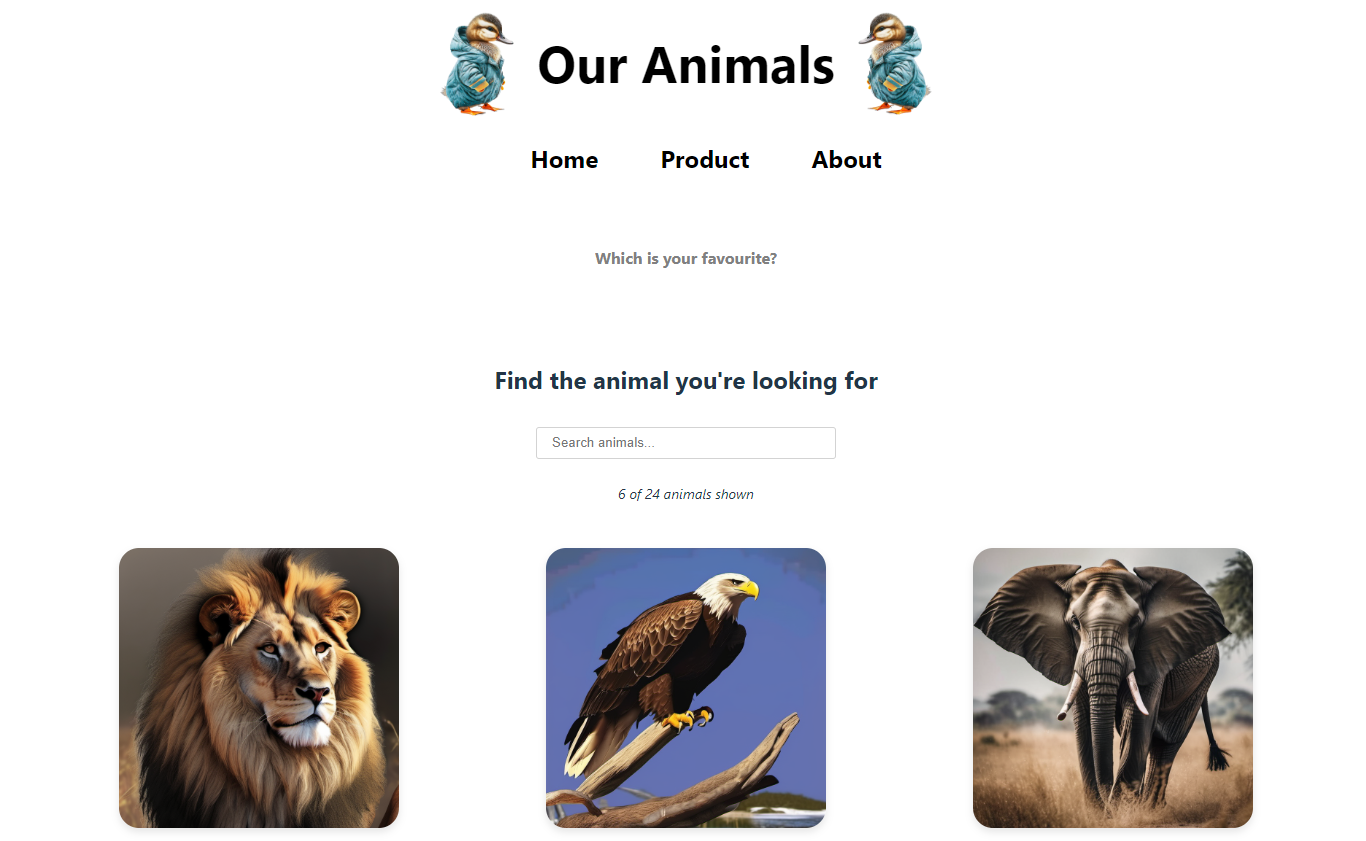 Our Animals
Home Product About
Which is your favourite?
Find the animal you're looking for
Search animals...
6 of 24 animals shown